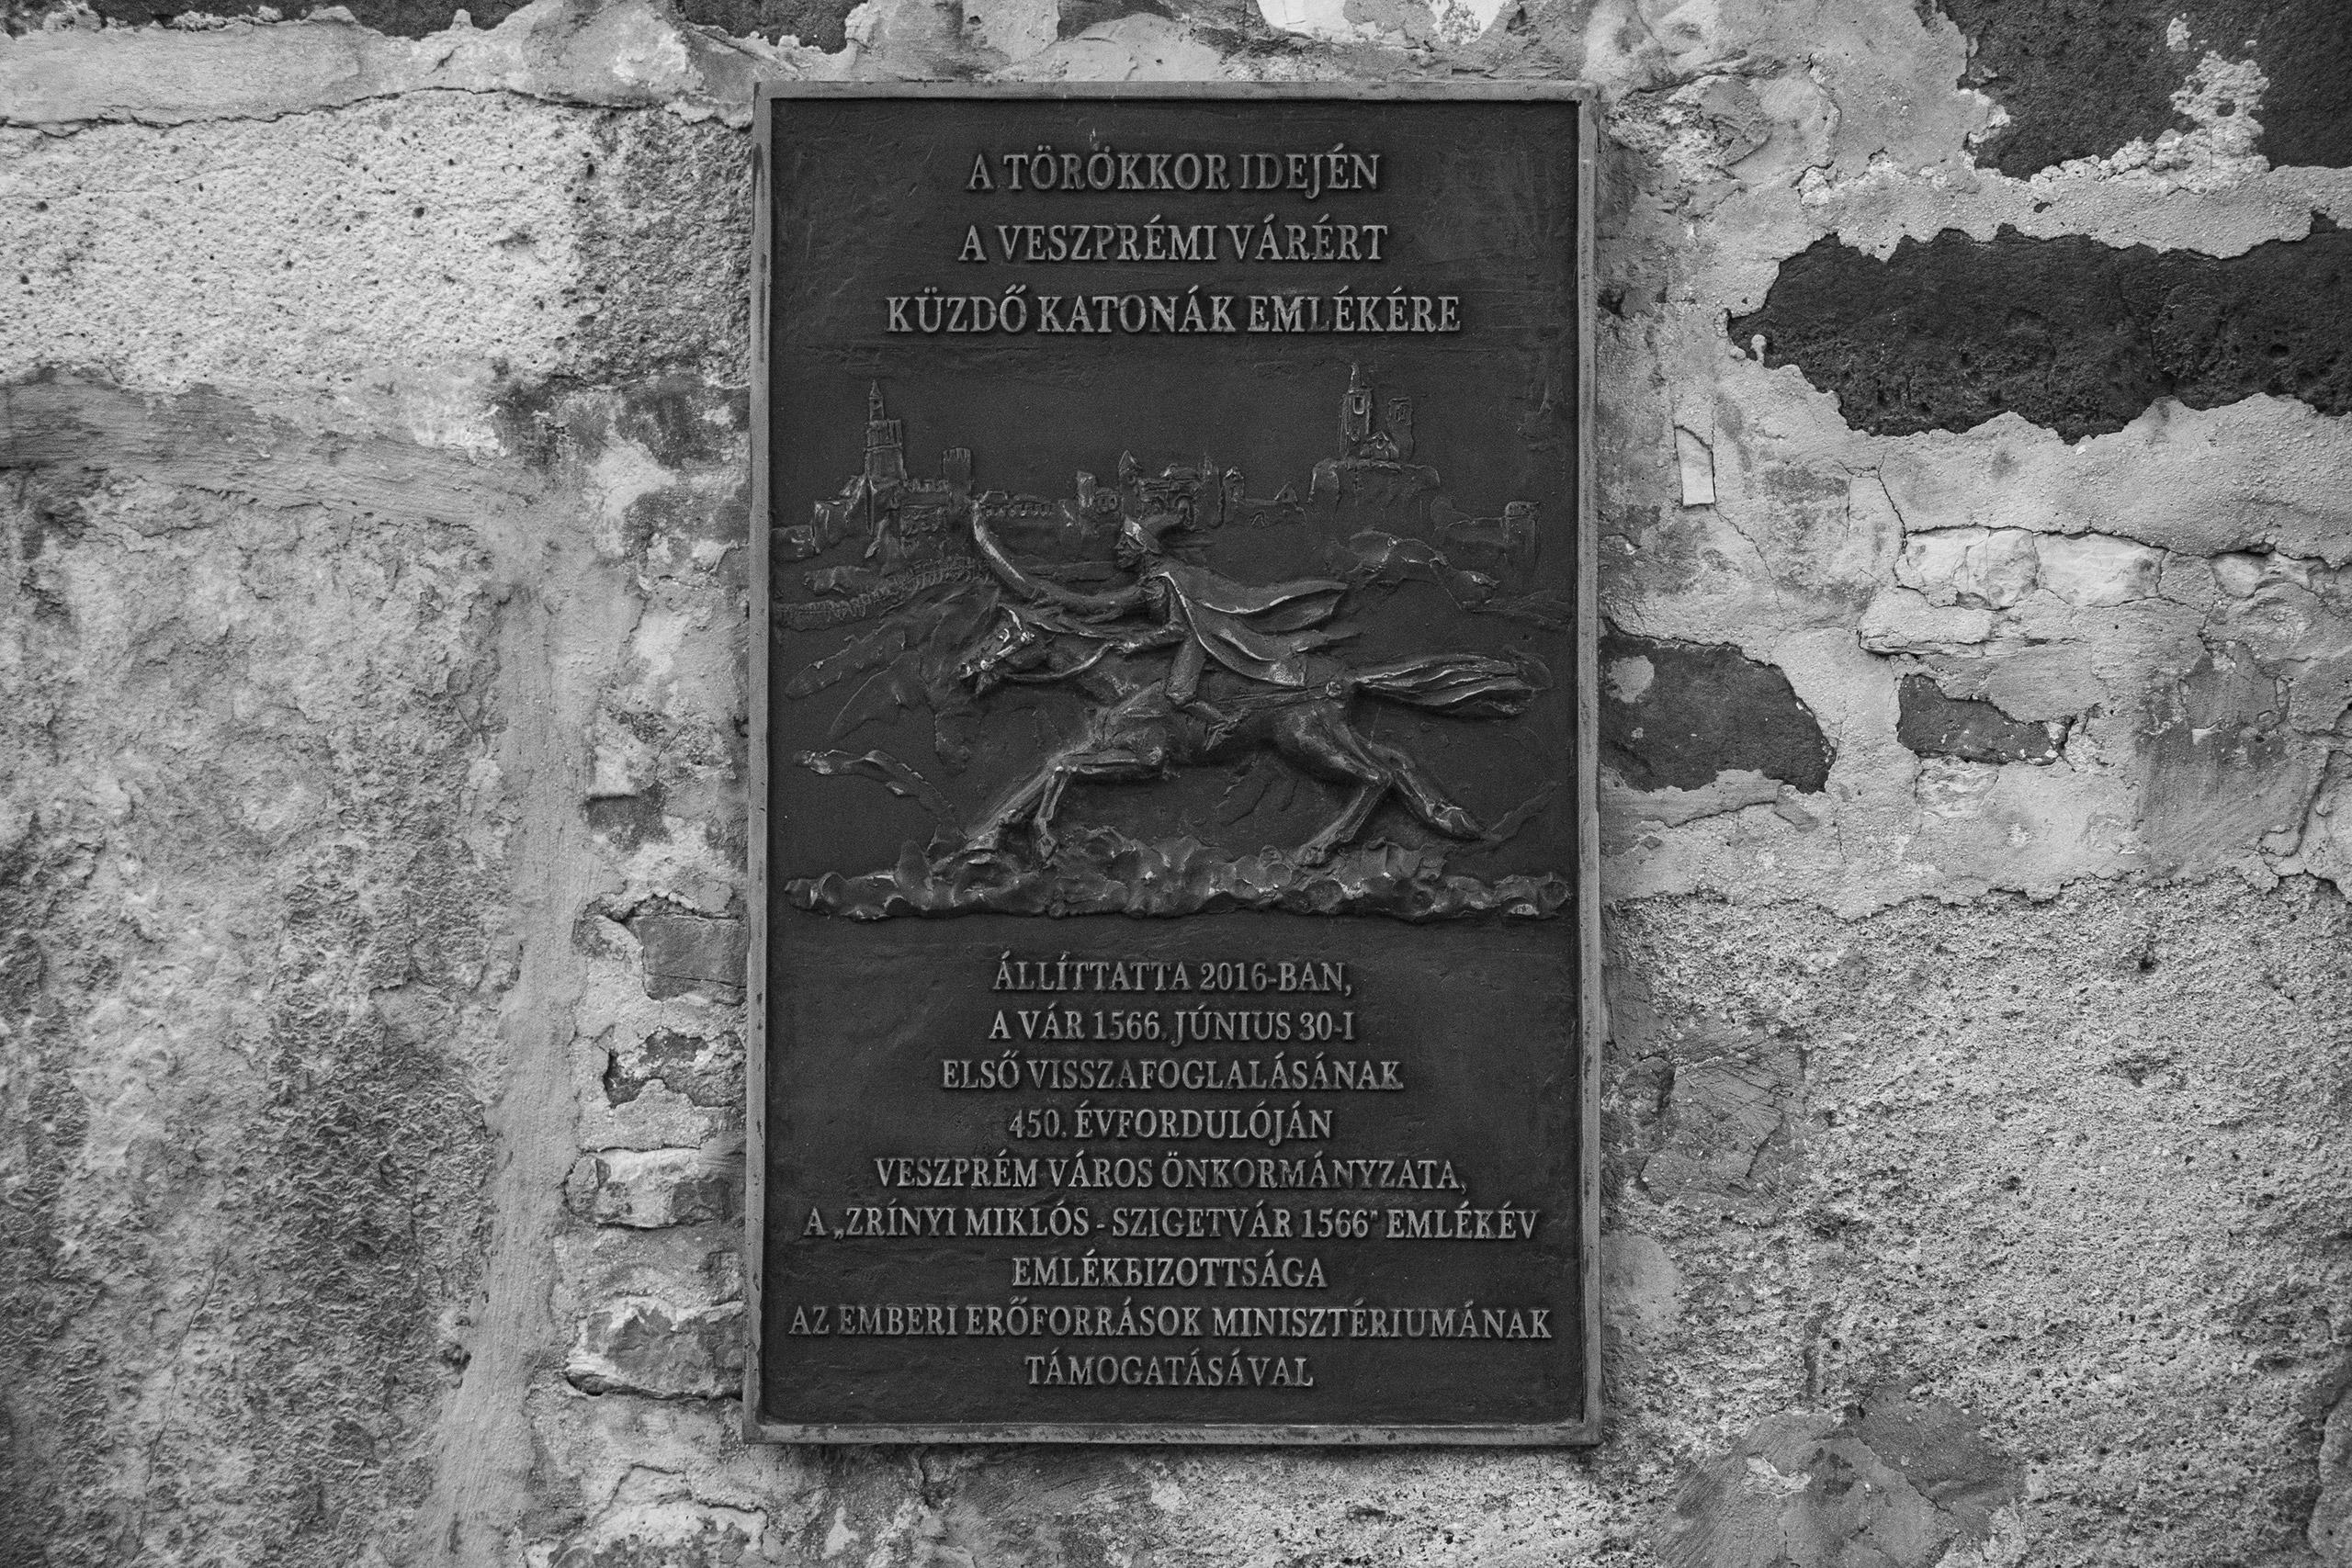 A TÖRÖKKOR IDEJÉN
A VESZPRÉMI VÁRÉRT
KÜZDŐ KATONÁK EMLÉKÉRE
ÁLLÍTTATTA 2016-BAN,
A VÁR 1566. JÚNIUS 30-I
ELSŐ VISSZAFOGLALÁSÁNAK
450. ÉVFORDULÓJÁN
VESZPRÉM VÁROS ÖNKORMÁNYZATA,
A „ZRÍNYI MIKLÓS - SZIGETVÁR 1566" EMLÉKÉV
EMLÉKBIZOTTSÁGA
AZ EMBERI ERŐFORRÁSOK MINISZTÉRIUMÁNAK
TÁMOGATÁSÁVAL